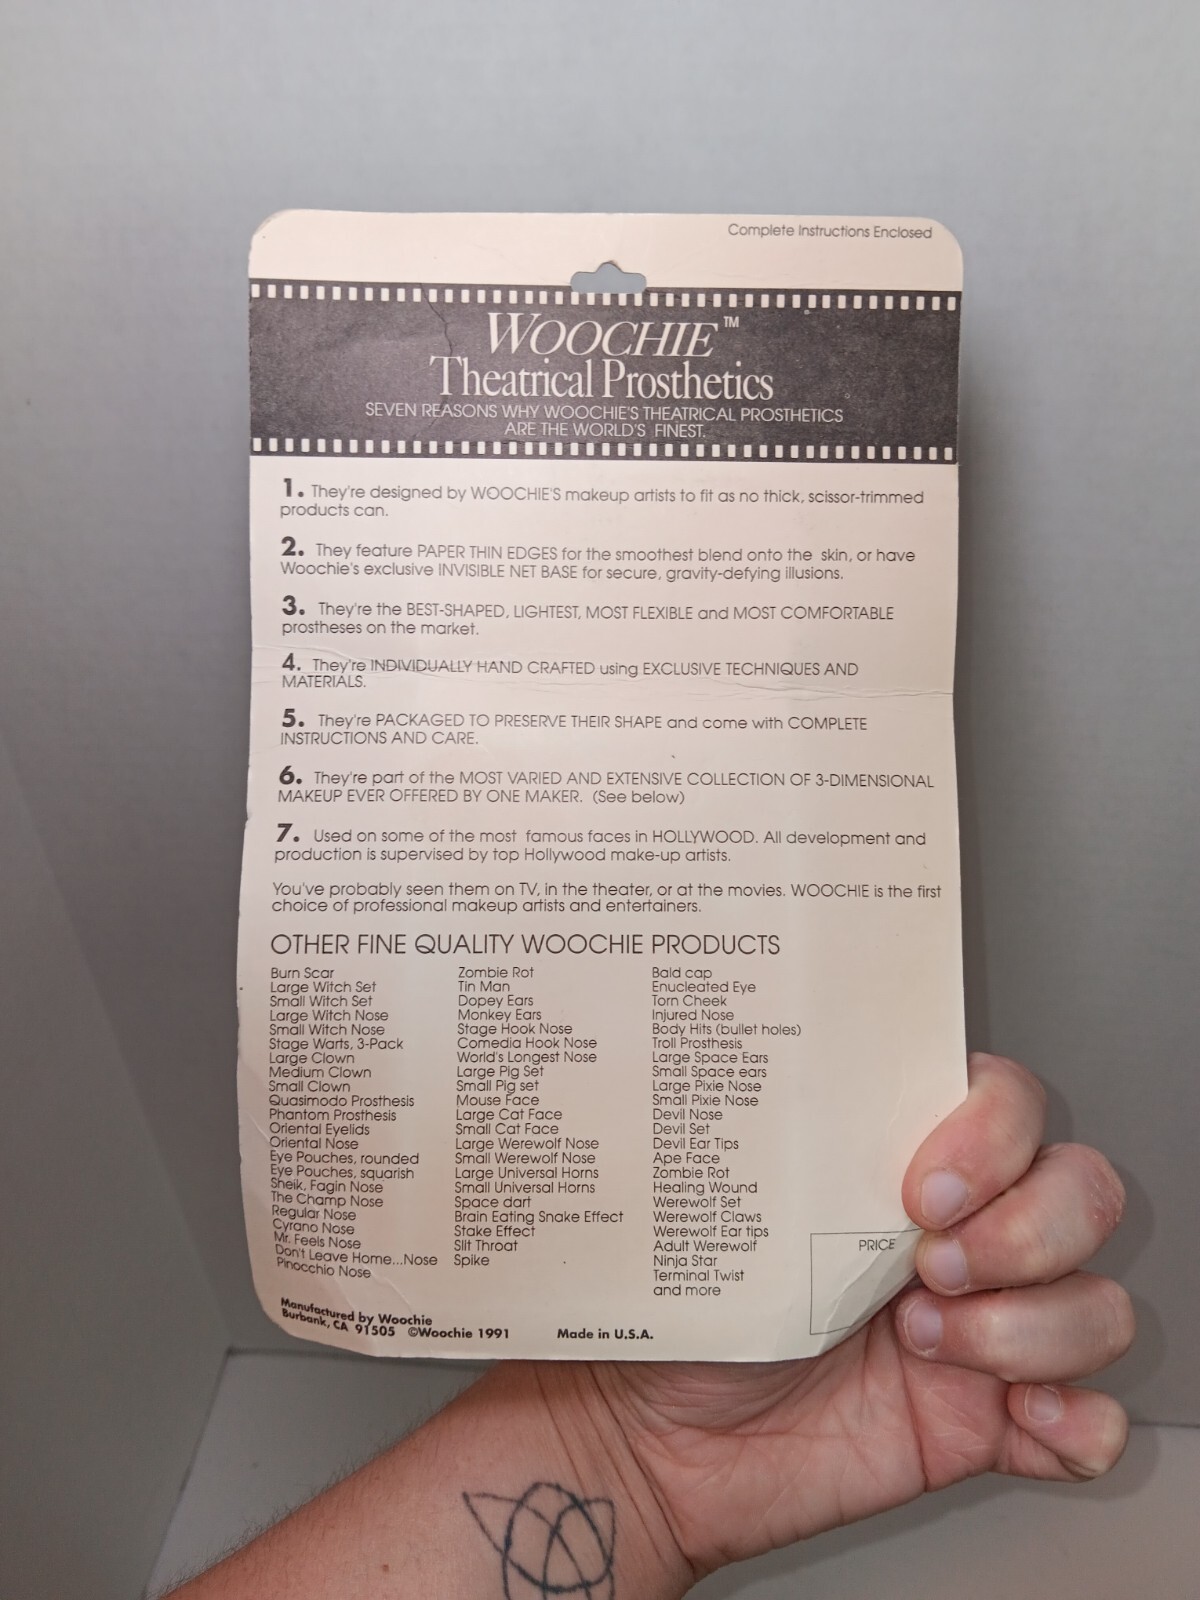 Complete Instructions Enclosed
WOOCHIE™
Theatrical Prosthetics
SEVEN REASONS WHY WOOCHIE'S THEATRICAL PROSTHETICS
ARE THE WORLD'S FINEST.
1. They're designed by WOOCHIE'S makeup artists to fit as no thick, scissor-trimmed
products can.
2. They feature PAPER THIN EDGES for the smoothest blend onto the skin, or have
Woochie's exclusive INVISIBLE NET BASE for secure, gravity-defying illusions.
3. They're the BEST-SHAPED, LIGHTEST, MOST FLEXIBLE and MOST COMFORTABLE
prostheses on the market.
4. They're INDIVIDUALLY HAND CRAFTED using EXCLUSIVE TECHNIQUES AND
MATERIALS.
5. They're PACKAGED TO PRESERVE THEIR SHAPE and come with COMPLETE
INSTRUCTIONS AND CARE.
6. They're part of the MOST VARIED AND EXTENSIVE COLLECTION OF 3-DIMENSIONAL
MAKEUP EVER OFFERED BY ONE MAKER. (See below)
7. Used on some of the most famous faces in HOLLYWOOD. All development and
production is supervised by top Hollywood make-up artists.
You've probably seen them on TV, in the theater, or at the movies. WOOCHIE is the first
choice of professional makeup artists and entertainers.
OTHER FINE QUALITY WOOCHIE PRODUCTS
Burn Scar
Large Witch Set
Small Witch Set
Large Witch Nose
Small Witch Nose
Stage Warts, 3-Pack
Large Clown
Medium Clown
Small Clown
Quasimodo Prosthesis
Phantom Prosthesis
Oriental Eyelids
Oriental Nose
Eye Pouches, rounded
Eye Pouches, squarish
Sheik, Fagin Nose
The Champ Nose
Regular Nose
Cyrano Nose
Mr. Feels Nose
Don't Leave Home...Nose
Pinocchio Nose
Zombie Rot
Tin Man
Dopey Ears
Monkey Ears
Stage Hook Nose
Comedia Hook Nose
World's Longest Nose
Large Pig Set
Small Pig set
Mouse Face
Large Cat Face
Small Cat Face
Large Werewolf Nose
Small Werewolf Nose
Large Universal Horns
Small Universal Horns
Space dart
Brain Eating Snake Effect
Stake Effect
Slit Throat
Spike
Bald cap
Enucleated Eye
Torn Cheek
Injured Nose
Body Hits (bullet holes)
Troll Prosthesis
Large Space Ears
Small Space ears
Large Pixie Nose
Small Pixie Nose
Devil Nose
Devil Set
Devil Ear Tips
Ape Face
Zombie Rot
Healing Wound
Werewolf Set
Werewolf Claws
Werewolf Ear tips
Adult Werewolf
Ninja Star
Terminal Twist
and more
PRICE
Manufactured by Woochie
Burbank, CA 91505 ©Woochie 1991 Made in U.S.A.